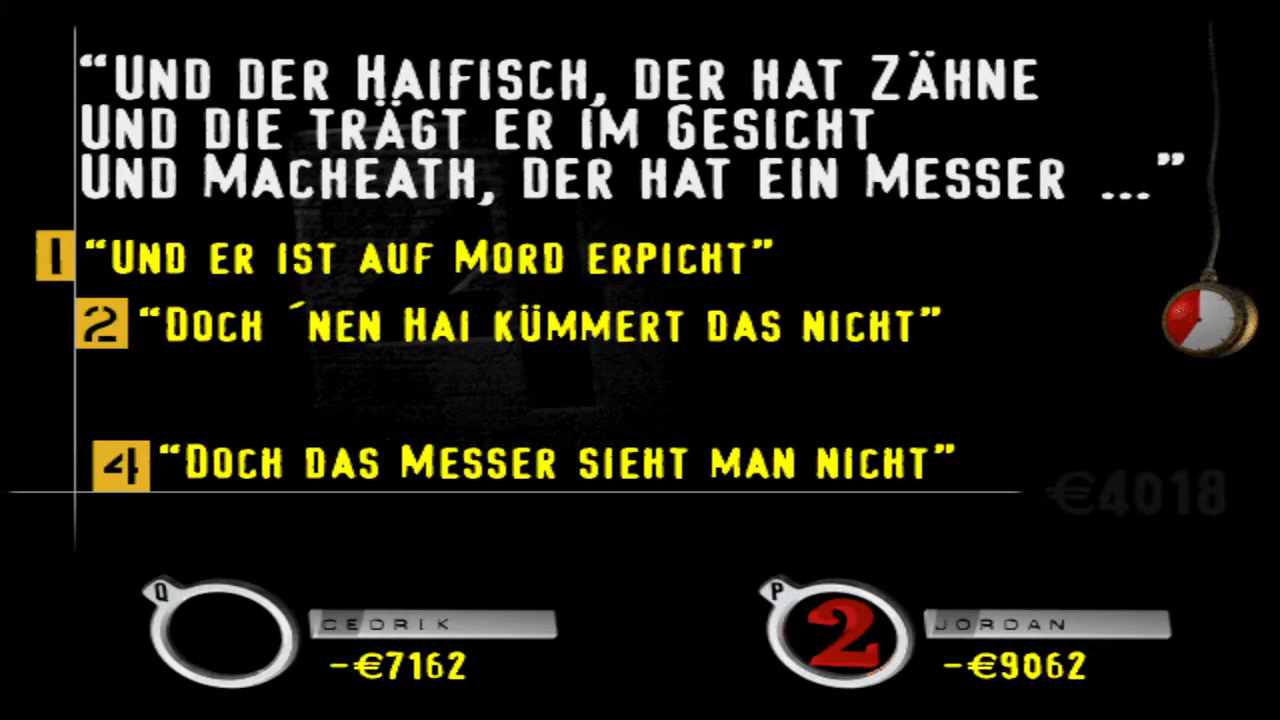 “Und der Haifisch, der hat Zähne
und die trägt er im Gesicht
und Macheath, der hat ein Messer ...”
1 “Und er ist auf Mord erpicht”
2 “Doch ´nen Hai kümmert das nicht”
4 “Doch das Messer sieht man nicht”
€4018
Q CEDRIK
-€7162
P 2 JORDAN
-€9062